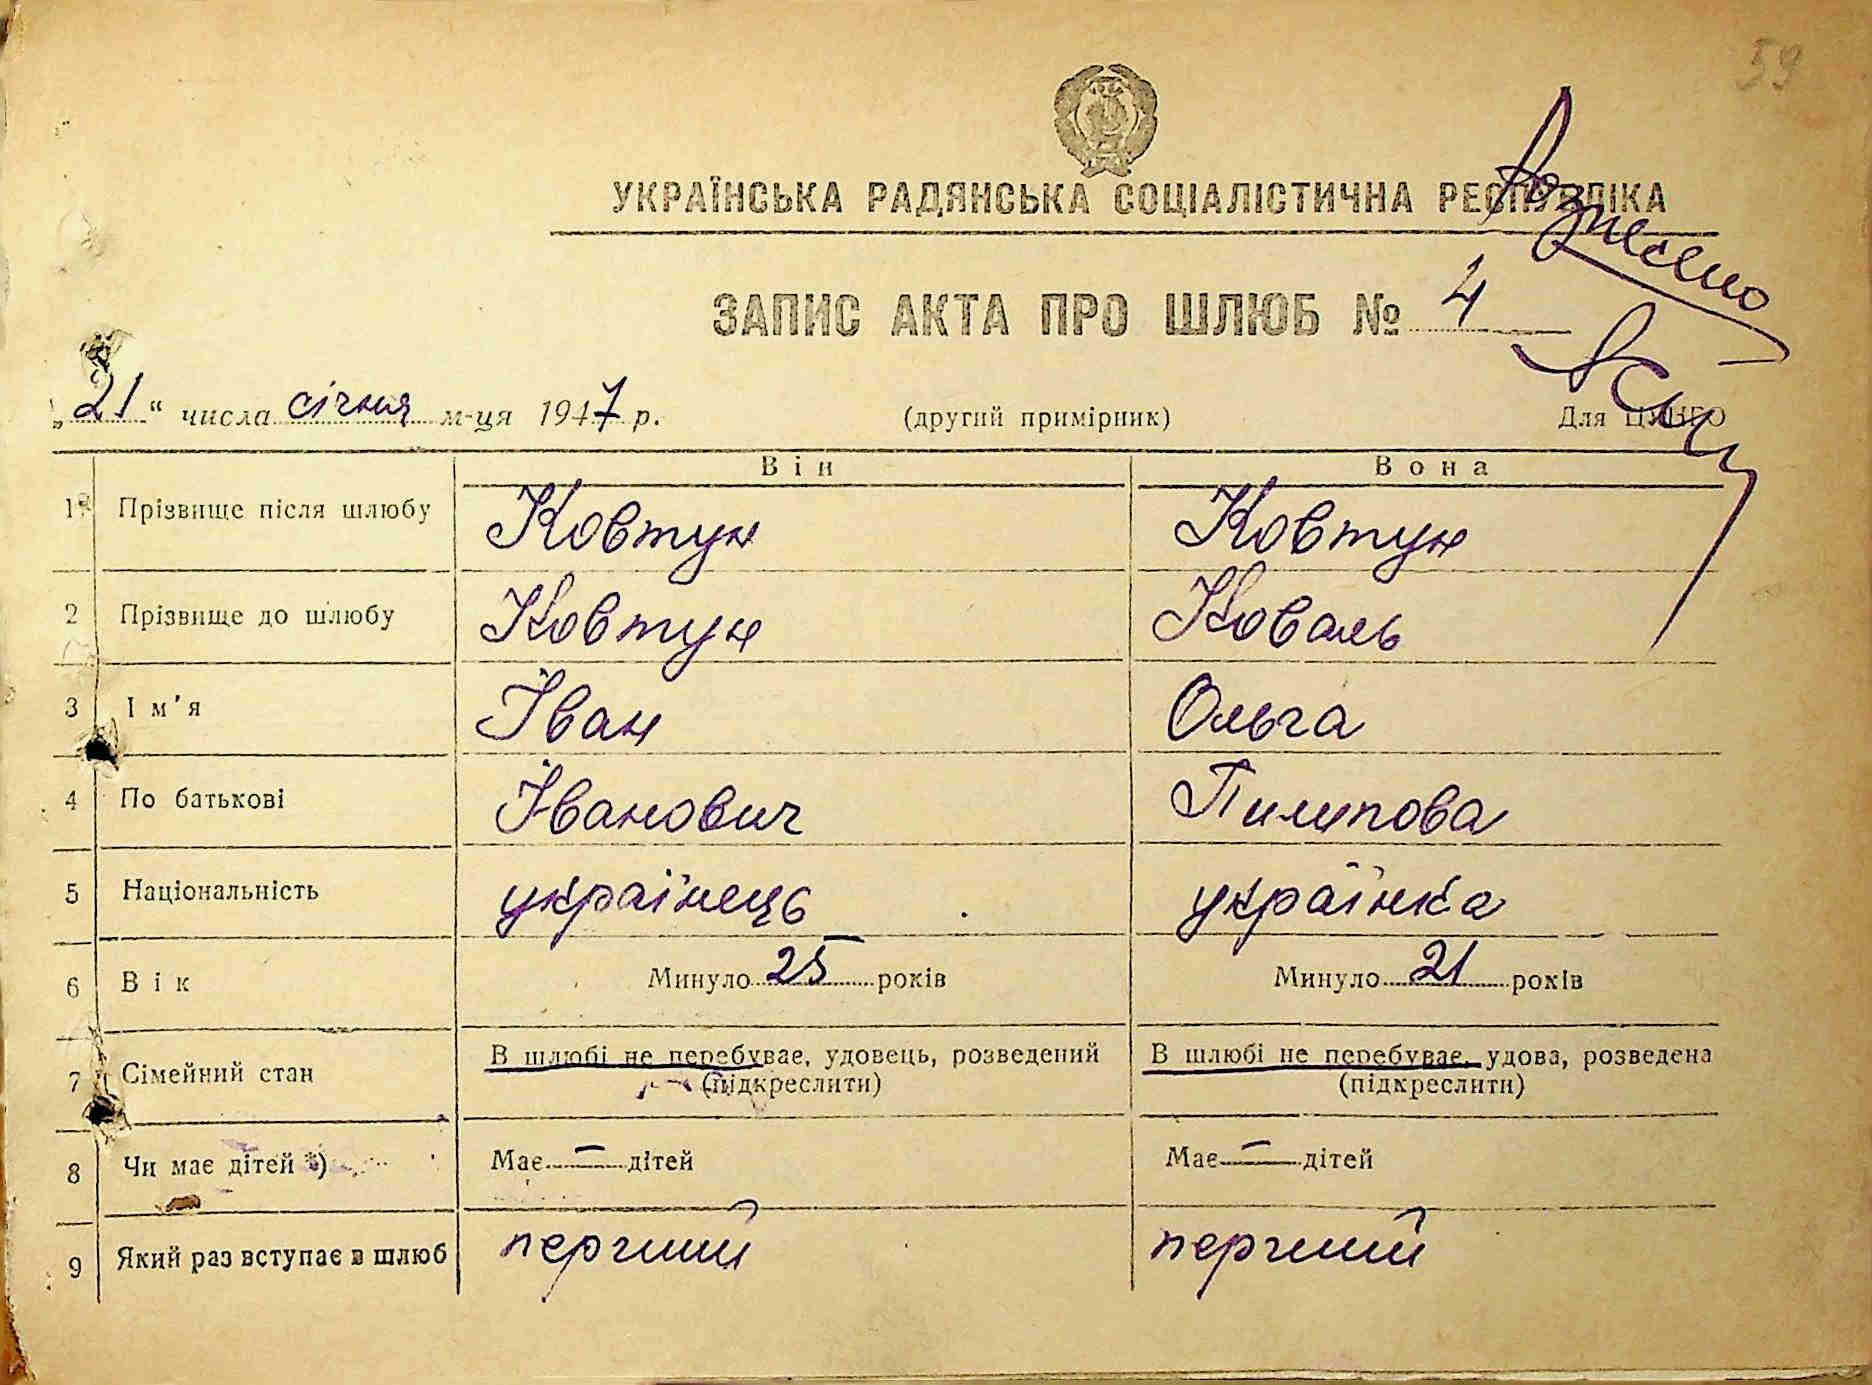 59
УКРАЇНСЬКА РАДЯНСЬКА СОЦІАЛІСТИЧНА РЕСПУБЛІКА
Рознесено
ЗАПИС АКТА ПРО ШЛЮБ № 4
„21“ числа січня м-ця 1947 р. (другий примірник) Для
Він Вона
1 Прізвище після шлюбу Ковтун Ковтун
2 Прізвище до шлюбу Ковтун Коваль
3 Ім'я Іван Ольга
4 По батькові Іванович Пилипова
5 Національність українець українка
6 Вік Минуло 25 років Минуло 21 років
7 Сімейний стан В шлюбі не перебуває, удовець, розведений В шлюбі не перебуває, удова, розведена
(підкреслити) (підкреслити)
8 Чи має дітей *) Має — дітей Має — дітей
9 Який раз вступає в шлюб перчиий перчиий